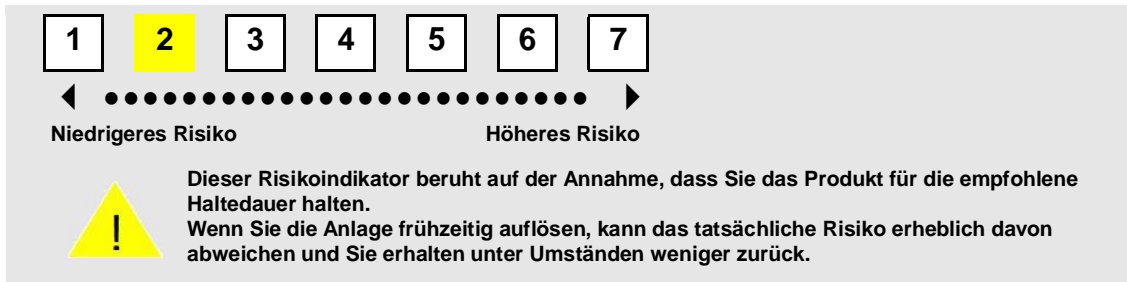 1 2 3 4 5 6 7
Niedrigeres Risiko Höheres Risiko
Dieser Risikoindikator beruht auf der Annahme, dass Sie das Produkt für die empfohlene
Haltedauer halten.
Wenn Sie die Anlage frühzeitig auflösen, kann das tatsächliche Risiko erheblich davon
abweichen und Sie erhalten unter Umständen weniger zurück.
!